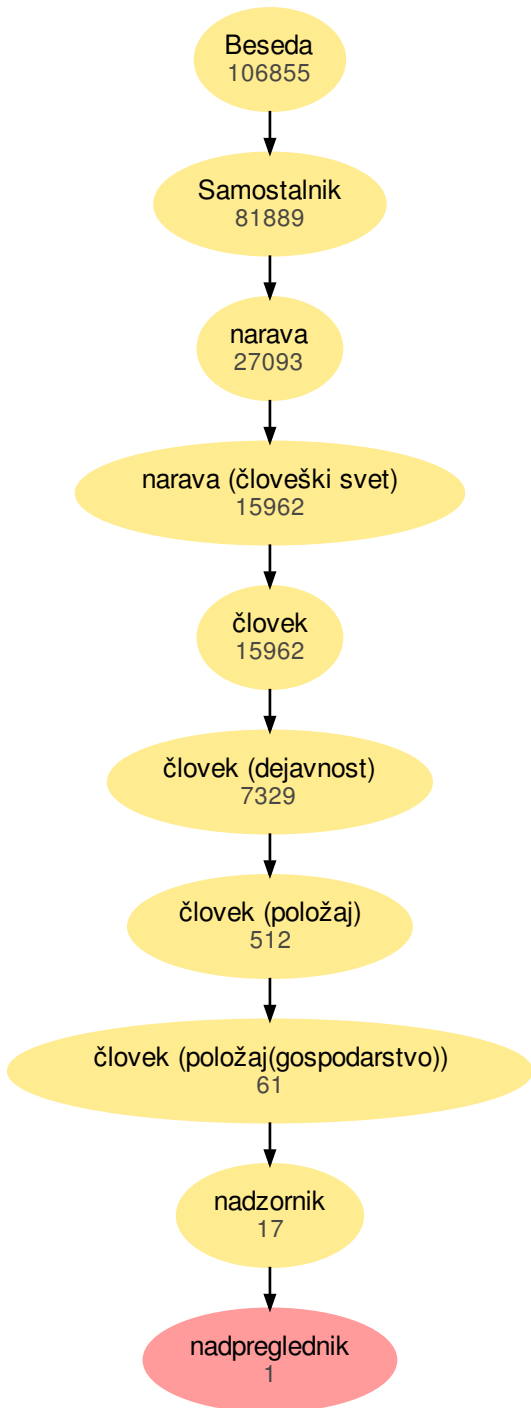 Beseda
106855
Samostalnik
81889
narava
27093
narava (človeški svet)
15962
človek
15962
človek (dejavnost)
7329
človek (položaj)
512
človek (položaj(gospodarstvo))
61
nadzornik
17
nadpreglednik
1